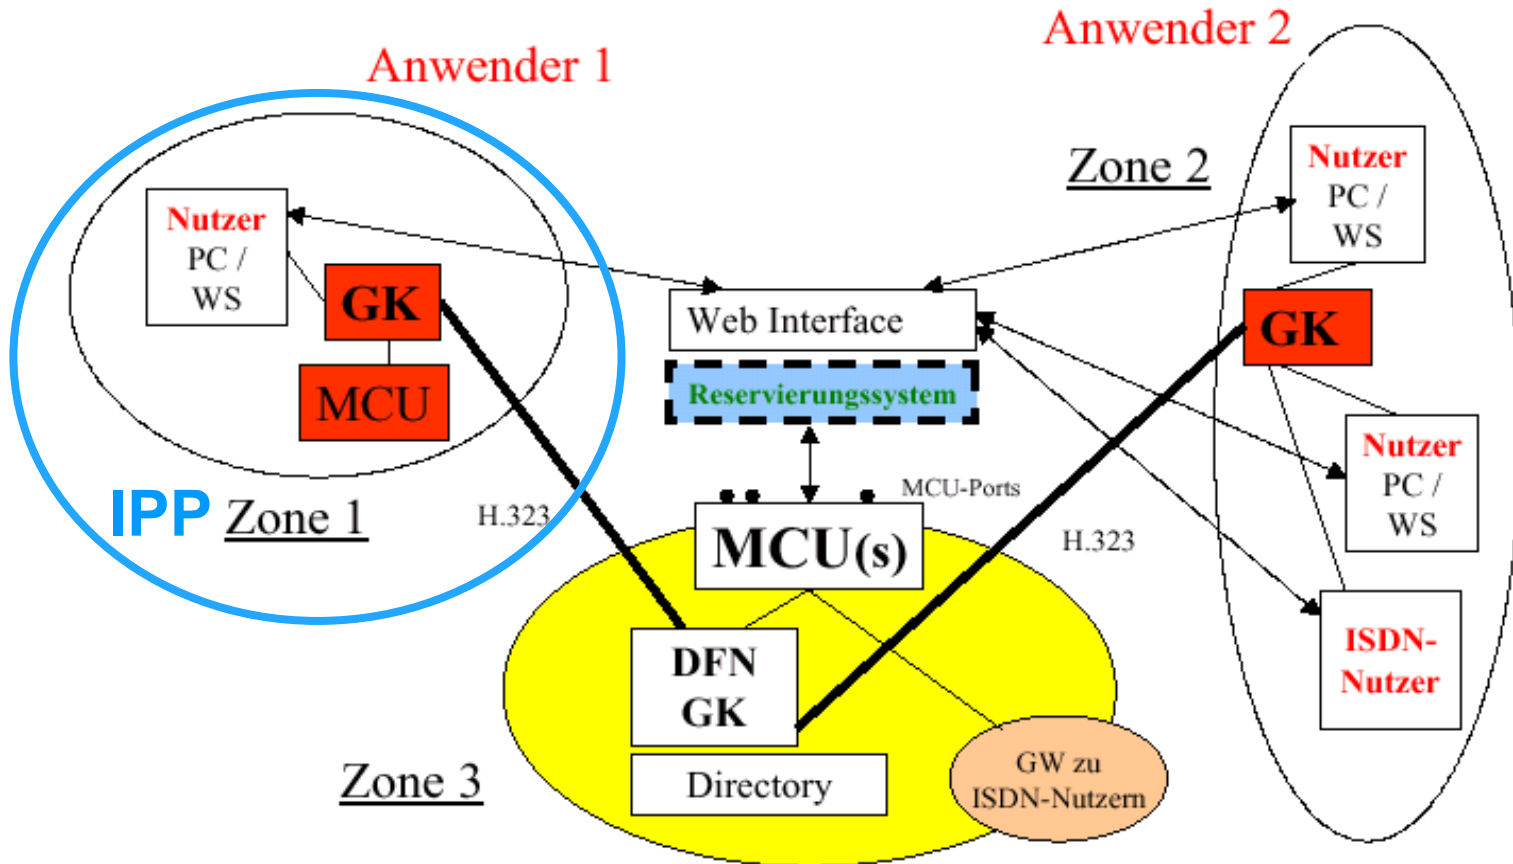 Anwender 1
Anwender 2
Zone 2
Nutzer
PC /
WS
Nutzer
PC /
WS
GK
MCU
Web Interface
GK
Reservierungssystem
IPP
Zone 1
H.323
MCU-Ports
MCU(s)
H.323
Nutzer
PC /
WS
DFN
GK
ISDN-
Nutzer
Zone 3
Directory
GW zu
ISDN-Nutzern